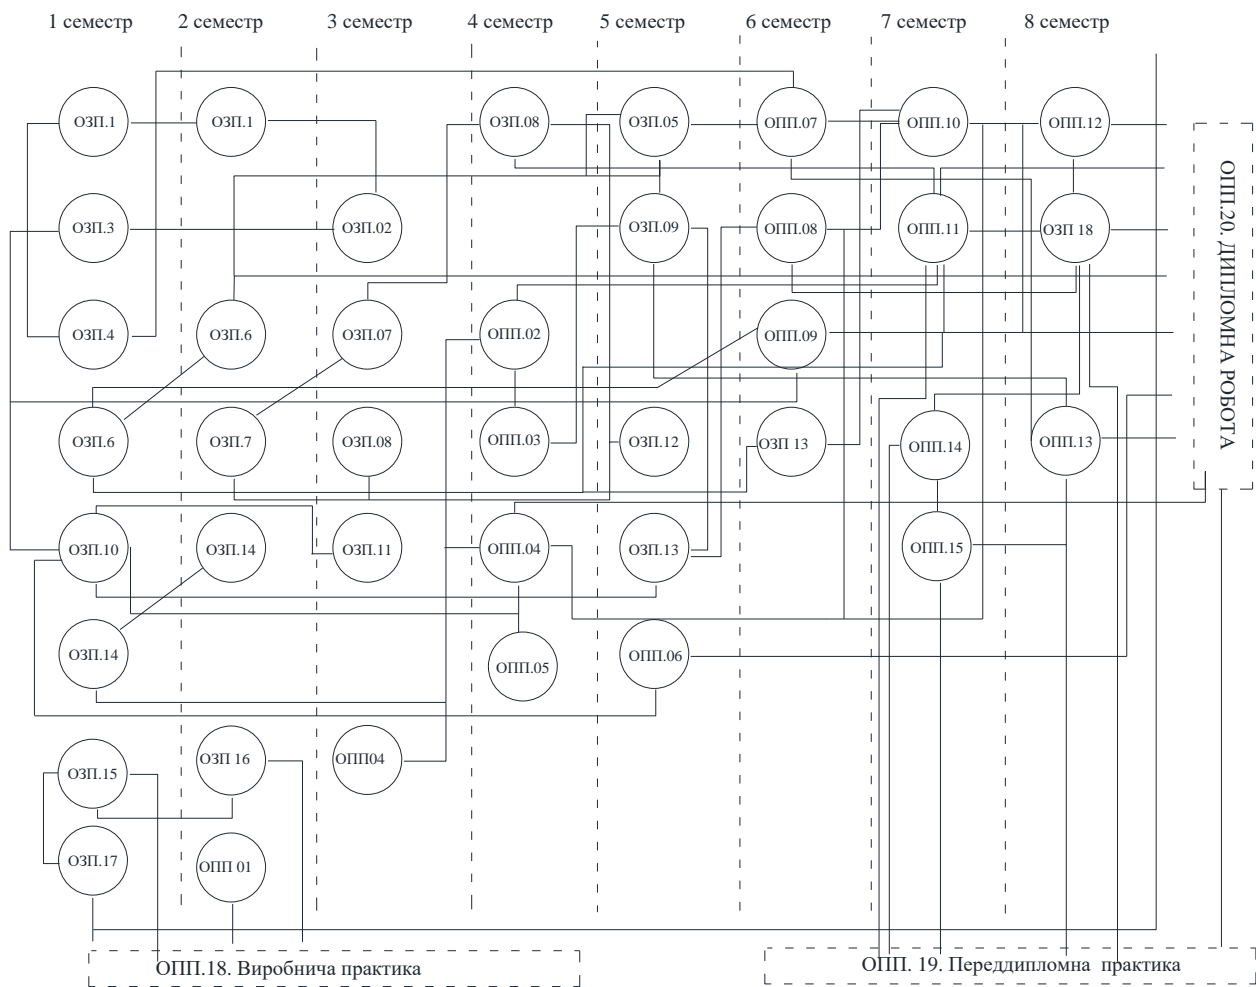 1 семестр 2 семестр 3 семестр 4 семестр 5 семестр 6 семестр 7 семестр 8 семестр
ОЗП.1 ОЗП.1 ОЗП.08 ОЗП.05 ОПП.07 ОПП.10 ОПП.12
ОЗП.3 ОЗП.02 ОЗП.09 ОПП.08 ОПП.11 ОЗП 18
ОЗП.4 ОЗП.6 ОЗП.07 ОПП.02 ОПП.09
ОЗП.6 ОЗП.7 ОЗП.08 ОПП.03 ОЗП.12 ОЗП 13 ОПП.14 ОПП.13
ОЗП.10 ОЗП.14 ОЗП.11 ОПП.04 ОЗП.13 ОПП.15
ОЗП.14 ОПП.05 ОПП.06
ОЗП.15 ОЗП 16 ОПП04
ОЗП.17 ОПП 01
ОПП.20. ДИПЛОМНА РОБОТА
ОПП.18. Виробнича практика
ОПП. 19. Переддипломна практика